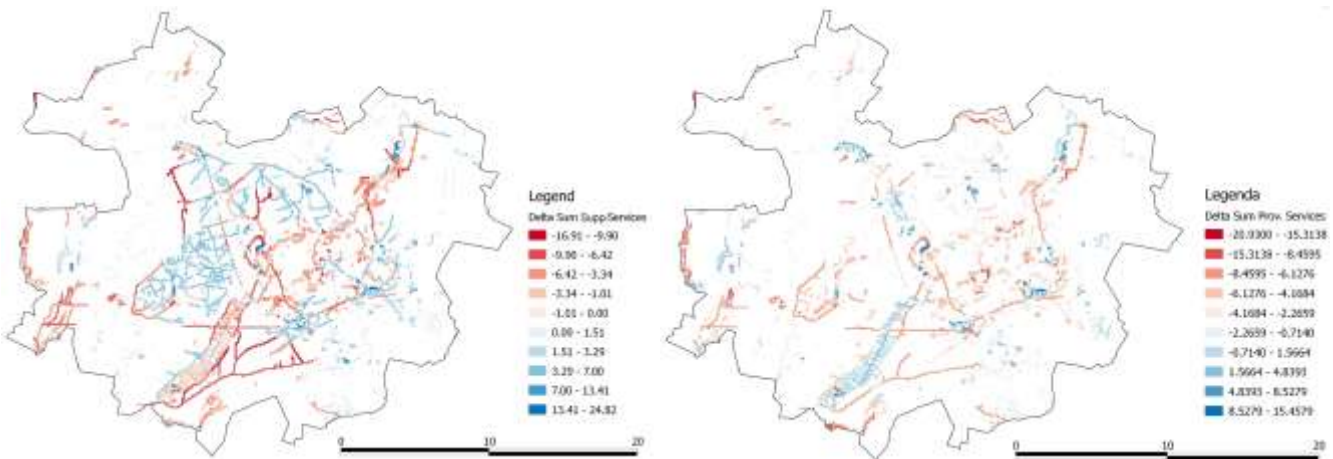 Legend
Delta Sum Supp.Services
-16.91 - -9.90
-9.90 - -6.42
-6.42 - -3.34
-3.34 - -1.01
-1.01 - 0.00
0.00 - 1.51
1.51 - 3.29
3.29 - 7.00
7.00 - 13.41
13.41 - 24.82
0 10 20
Legenda
Delta Sum Prov. Services
-20.0300 - -15.3138
-15.3138 - -8.4595
-8.4595 - -6.1276
-6.1276 - -4.1684
-4.1684 - -2.2659
-2.2659 - -0.7140
-0.7140 - 1.5664
1.5664 - 4.8393
4.8393 - 8.5279
8.5279 - 15.4579
0 10 20